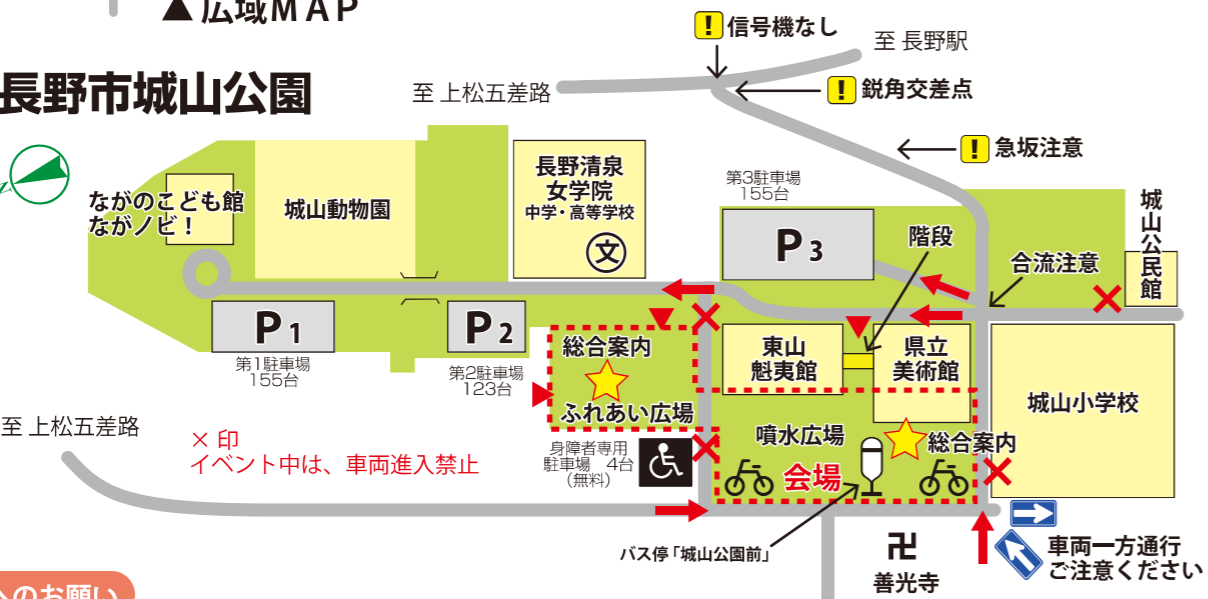 ▲広域MAP
長野市城山公園
! 信号機なし
至 長野駅
至 上松五差路
! 鋭角交差点
! 急坂注意
ながのこども館
ながノビ！
城山動物園
長野清泉
女学院
中学・高等学校
文
第3駐車場
155台
P3
階段
合流注意
城山公民館
P1
第1駐車場
155台
P2
第2駐車場
123台
総合案内
ふれあい広場
東山
魁夷館
県立
美術館
城山小学校
至 上松五差路
× 印
イベント中は、車両進入禁止
身障者専用
駐車場　4台
（無料）
噴水広場
会場
総合案内
バス停「城山公園前」
卍
善光寺
車両一方通行
ご注意ください
のお願い